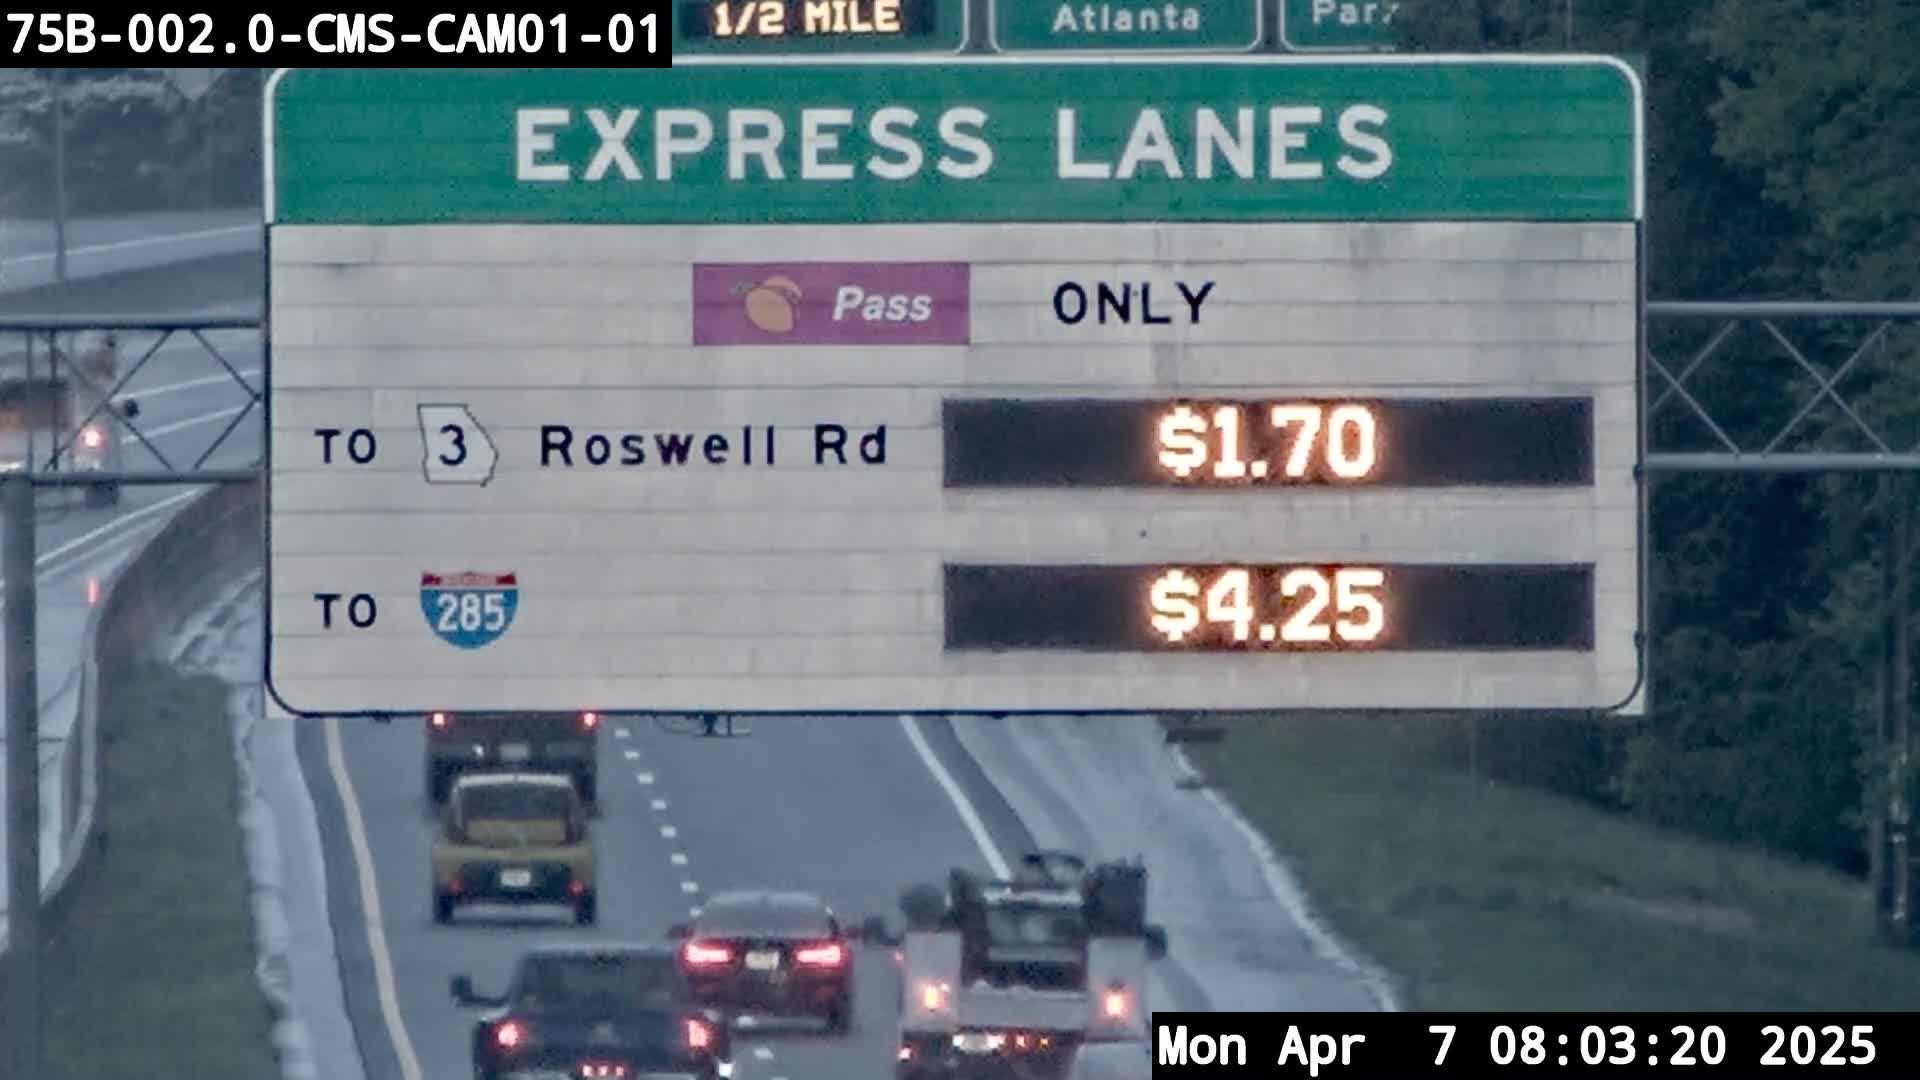 75B-002.0-CMS-CAM01-01
1/2 MILE
Atlanta
EXPRESS LANES
Pass ONLY
TO 3 Roswell Rd $1.70
TO 285 $4.25
Mon Apr 7 08:03:20 2025